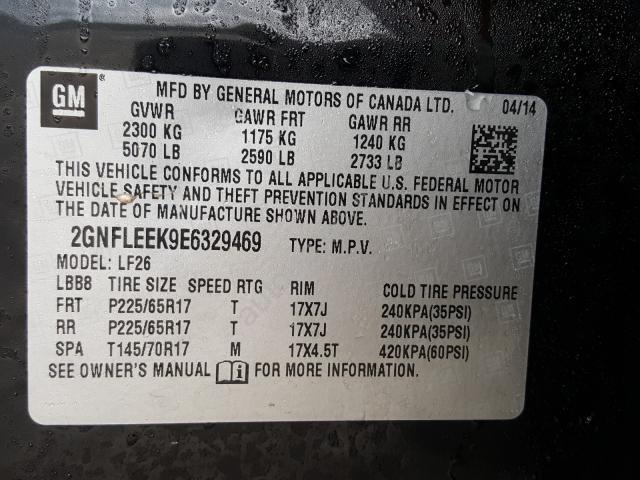 GM ®
MFD BY GENERAL MOTORS OF CANADA LTD. 04/14
GVWR GAWR FRT GAWR RR
2300 KG 1175 KG 1240 KG
5070 LB 2590 LB 2733 LB
THIS VEHICLE CONFORMS TO ALL APPLICABLE U.S. FEDERAL MOTOR
VEHICLE SAFETY AND THEFT PREVENTION STANDARDS IN EFFECT ON
THE DATE OF MANUFACTURE SHOWN ABOVE.
2GNFLEEK9E6329469 TYPE: M.P.V.
MODEL: LF26
LBB8 TIRE SIZE SPEED RTG RIM COLD TIRE PRESSURE
FRT P225/65R17 T 17X7J 240KPA(35PSI)
RR P225/65R17 T 17X7J 240KPA(35PSI)
SPA T145/70R17 M 17X4.5T 420KPA(60PSI)
SEE OWNER'S MANUAL FOR MORE INFORMATION.